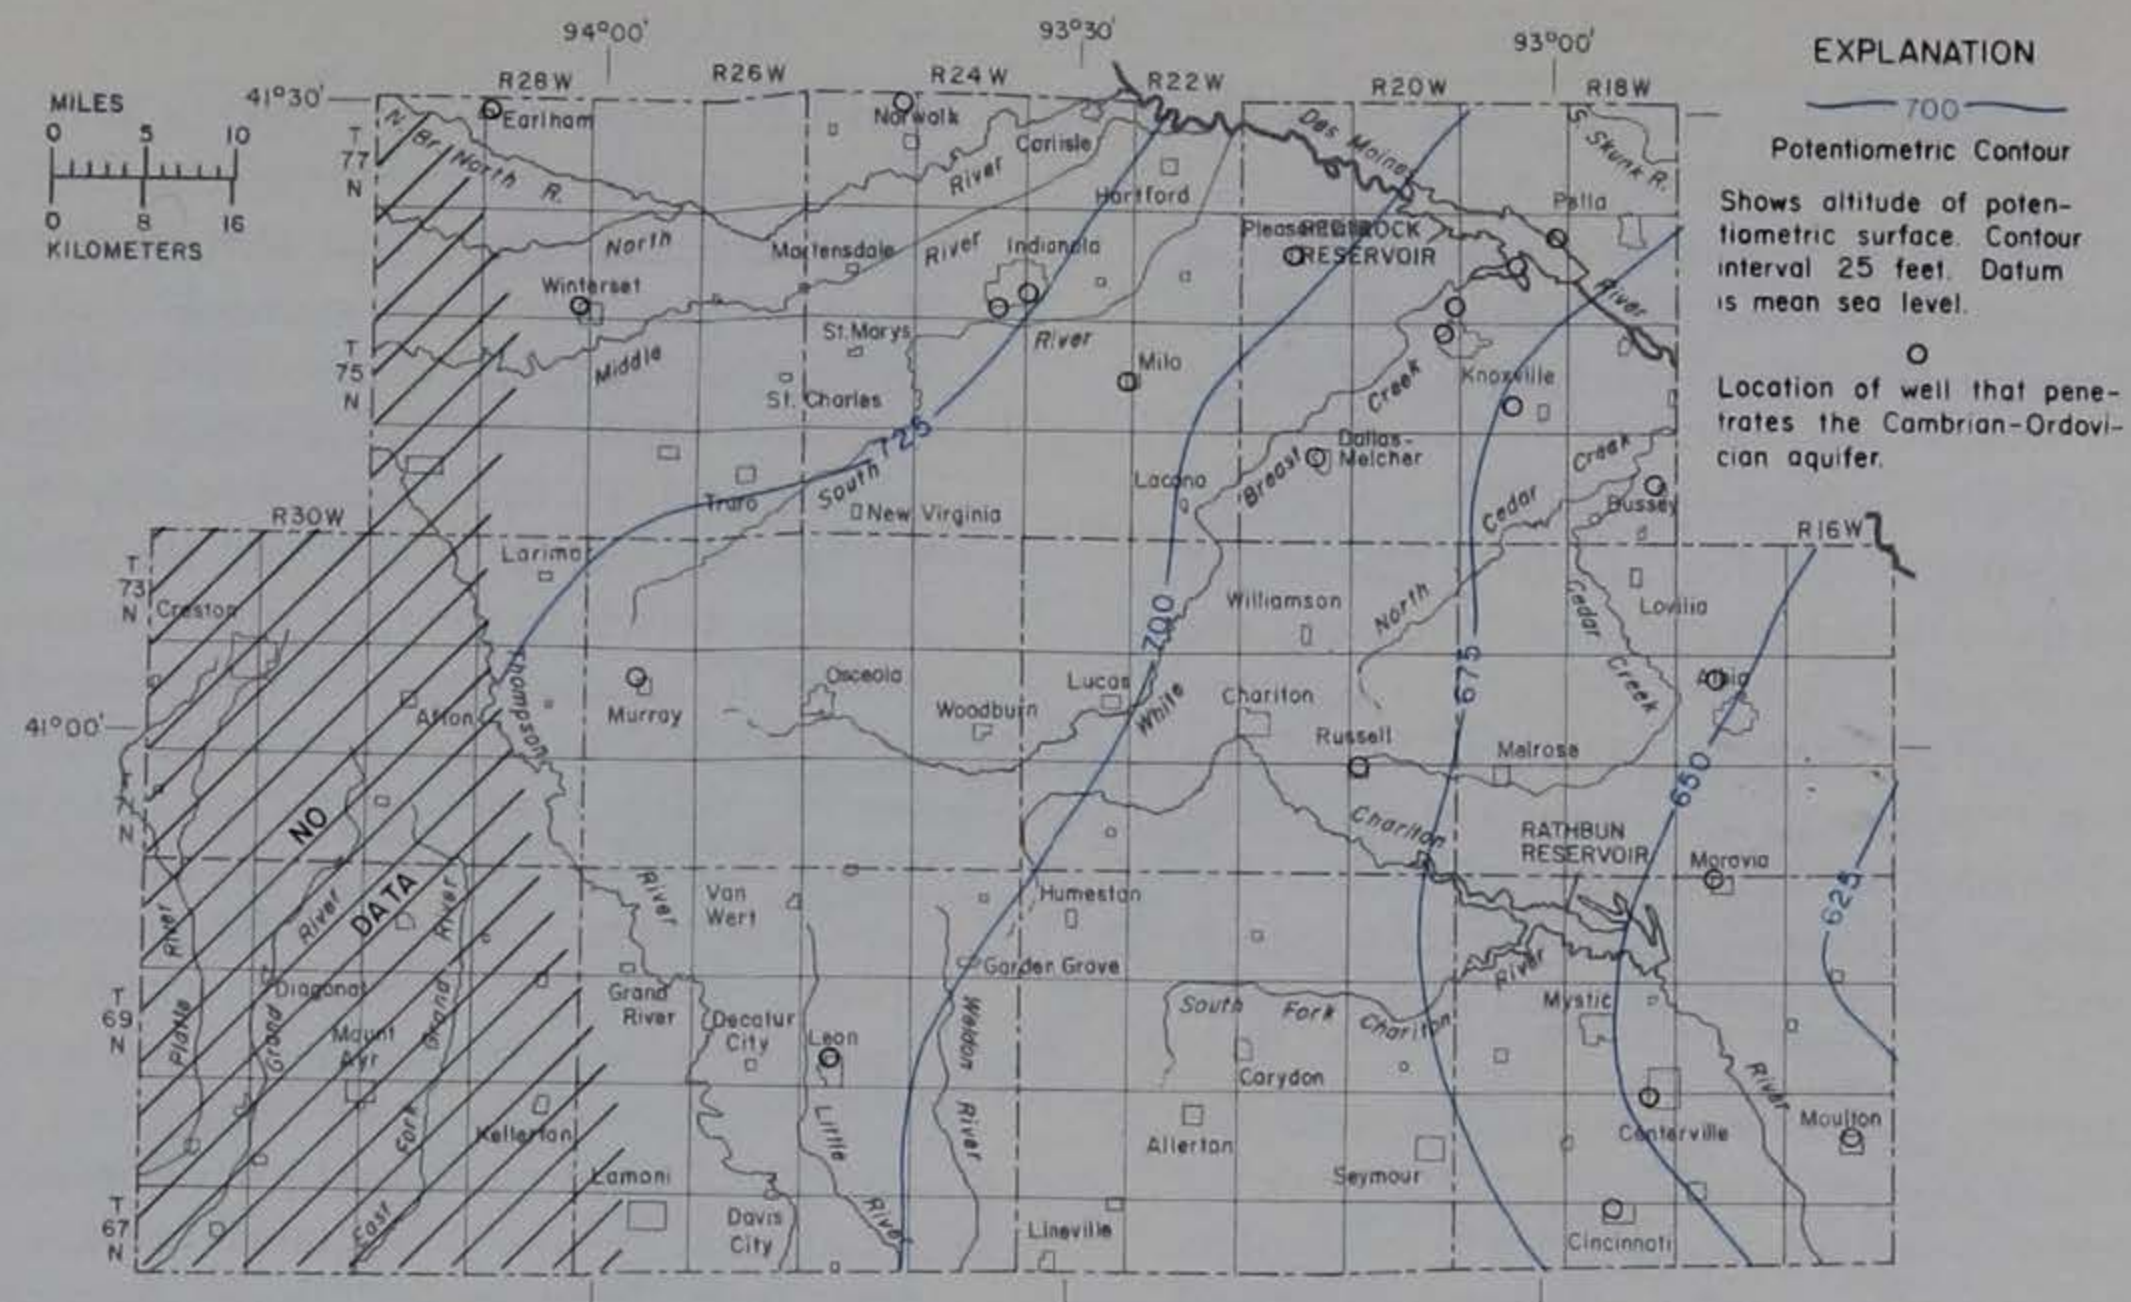 94°00'
93°30'
93°00'
EXPLANATION
MILES
0 5 10
0 8 16
KILOMETERS
41°30'
R28W
R26W
R24W
R22W
R20W
R18W
700
Potentiometric Contour
Shows altitude of poten-
tiometric surface. Contour
interval 25 feet. Datum
is mean sea level.
Location of well that pene-
trates the Cambrian-Ordovi-
cian aquifer.
T
77
N
N. Br. North R.
Earlham
Norwalk
Carlisle
River
Hartford
Des Moines
S. Skunk R.
Pella
North
Martensdale
River
Indianola
RED ROCK
RESERVOIR
River
Winterset
T
75
N
Middle
St. Marys
River
Milo
St. Charles
Creek
Knoxville
725
Dallas-
Melcher
Creek
Truro
South
New Virginia
Lacona
Breast
Cedar
Bussey
R30W
R16W
T
73
N
Creston
Lorimor
700
Williamson
North
Cedar
Creek
Lovilia
41°00'
Afton
Thompson
Murray
Osceola
Woodburn
Lucas
White
Chariton
675
Albia
Russell
Melrose
650
N
NO
DATA
Chariton
RATHBUN
RESERVOIR
Moravia
625
River
River
River
River
Van
Wert
Humeston
Garden Grove
T
69
N
Platte
Diagonal
Grand
Mount
Ayr
Grand
Grand
River
Decatur
City
Leon
Weldon
River
South Fork Chariton
River
Mystic
Corydon
River
Fork
East
Kellerton
Little
River
Allerton
Seymour
Centerville
Moulton
T
67
N
Lamoni
Davis
City
Lineville
Cincinnati